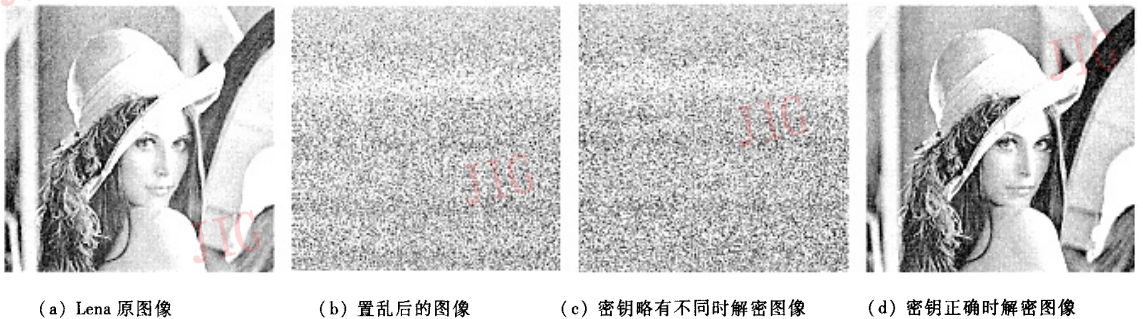 JIG
JIG
JIG
JIG
(a) Lena 原图像
(b) 置乱后的图像
(c) 密钥略有不同时解密图像
(d) 密钥正确时解密图像